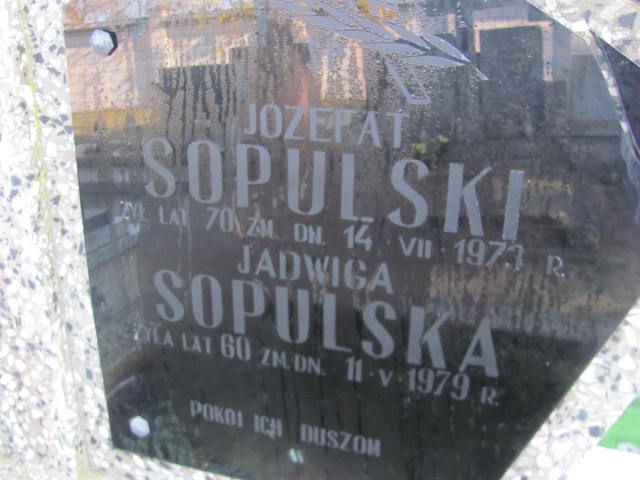 JOZEFAT
SOPULSKI
ŻYŁ LAT 70 ZM. DN. 14 VII 1973 R.
JADWIGA
SOPULSKA
ŻYŁA LAT 60 ZM. DN. 11 · V · 1979 R.
POKÓJ ICH DUSZOM